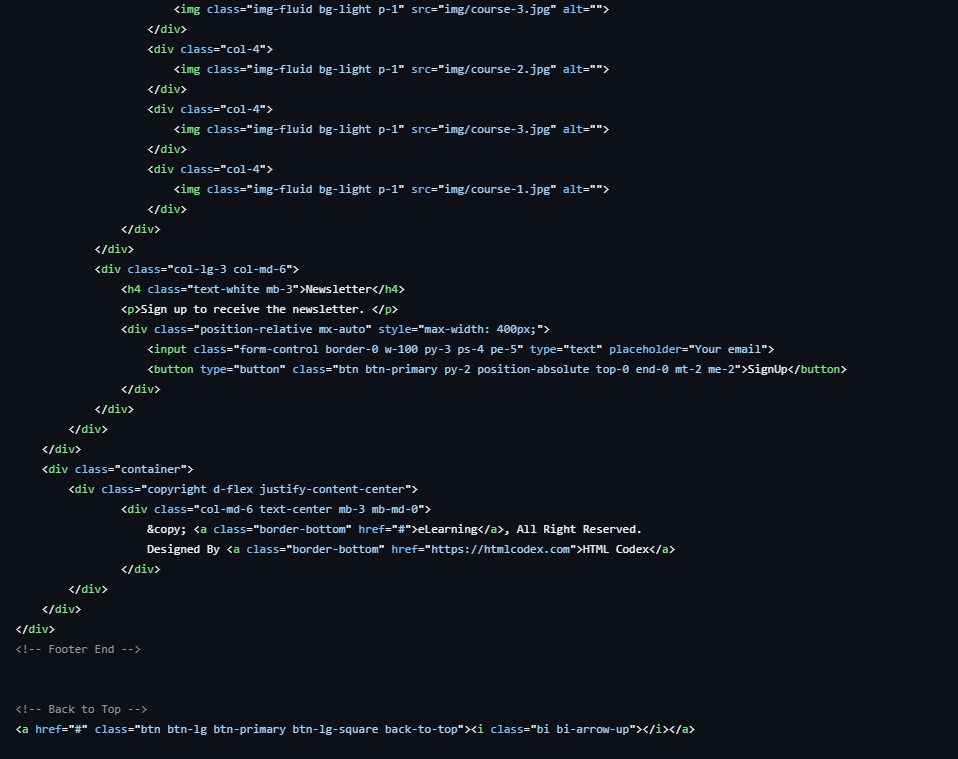 <img class="img-fluid bg-light p-1" src="img/course-3.jpg" alt="">
</div>
<div class="col-4">
<img class="img-fluid bg-light p-1" src="img/course-2.jpg" alt="">
</div>
<div class="col-4">
<img class="img-fluid bg-light p-1" src="img/course-3.jpg" alt="">
</div>
<div class="col-4">
<img class="img-fluid bg-light p-1" src="img/course-1.jpg" alt="">
</div>
</div>
</div>
<div class="col-lg-3 col-md-6">
<h4 class="text-white mb-3">Newsletter</h4>
<p>Sign up to receive the newsletter. </p>
<div class="position-relative mx-auto" style="max-width: 400px;">
<input class="form-control border-0 w-100 py-3 ps-4 pe-5" type="text" placeholder="Your email">
<button type="button" class="btn btn-primary py-2 position-absolute top-0 end-0 mt-2 me-2">SignUp</button>
</div>
</div>
</div>
</div>
<div class="container">
<div class="copyright d-flex justify-content-center">
<div class="col-md-6 text-center mb-3 mb-md-0">
&copy; <a class="border-bottom" href="#">eLearning</a>, All Right Reserved.
Designed By <a class="border-bottom" href="https://htmlcodex.com">HTML Codex</a>
</div>
</div>
</div>
</div>
<!-- Footer End -->
<!-- Back to Top -->
<a href="#" class="btn btn-lg btn-primary btn-lg-square back-to-top"><i class="bi bi-arrow-up"></i></a>